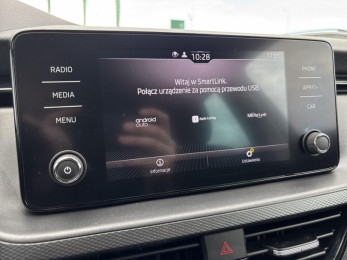 10:28
RADIO
MEDIA
MENU
Witaj w SmartLink.
Połącz urządzenie za pomocą przewodu USB.
android
auto
MirrorLink
PHONE
CAR
Informacje
Ustawienia